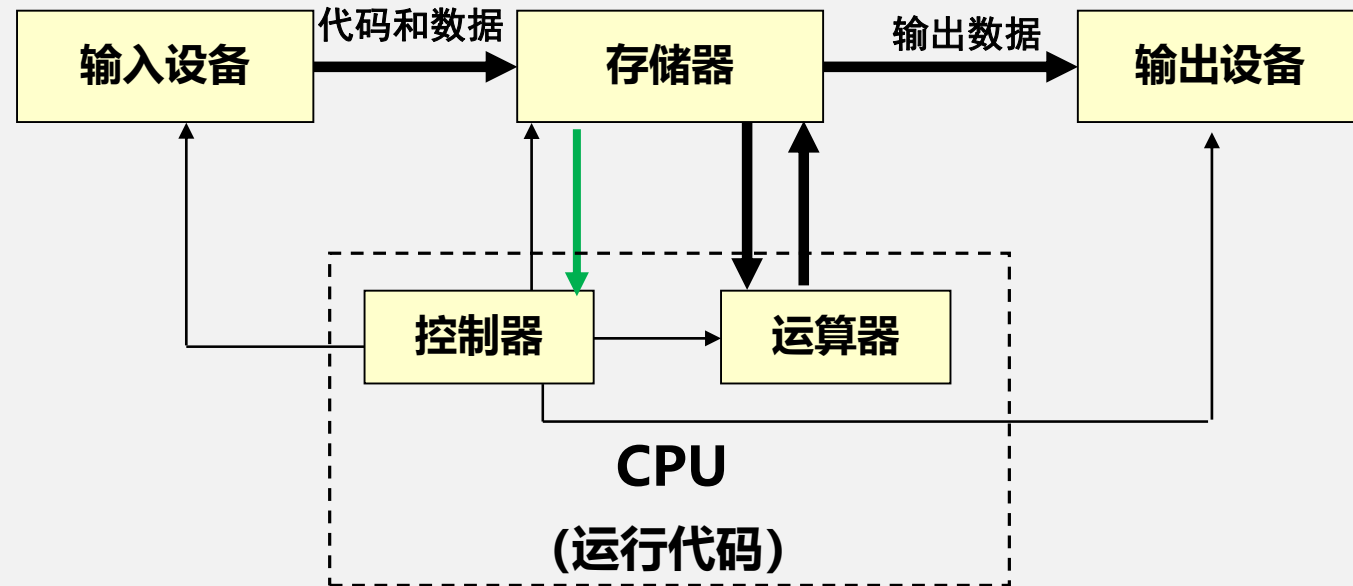 代码和数据
输出数据
输入设备
存储器
输出设备
控制器
运算器
CPU
(运行代码)